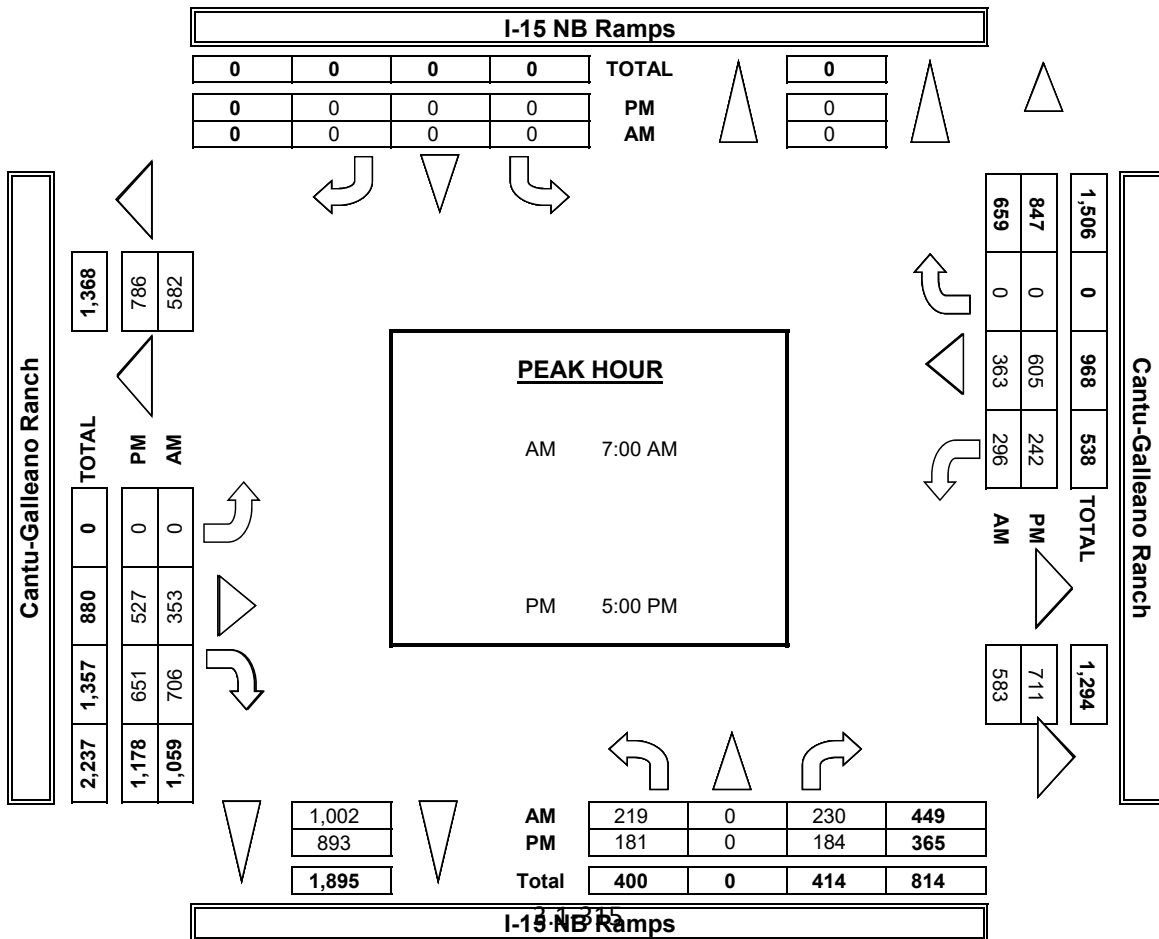 I-15 NB Ramps
0 0 0 0 TOTAL 0
0 0 0 0 PM 0
0 0 0 0 AM 0
Cantu-Galleano Ranch
1,368
786
582
TOTAL
PM
AM
0 880 1,357 2,237
0 527 651 1,178
0 353 706 1,059
PEAK HOUR
AM 7:00 AM
PM 5:00 PM
1,506 0 968 538 TOTAL
847 0 605 242 PM
659 0 363 296 AM
1,294
711
583
Cantu-Galleano Ranch
1,002 AM 219 0 230 449
893 PM 181 0 184 365
1,895 Total 400 0 414 814
I-15 NB Ramps
3.1-315